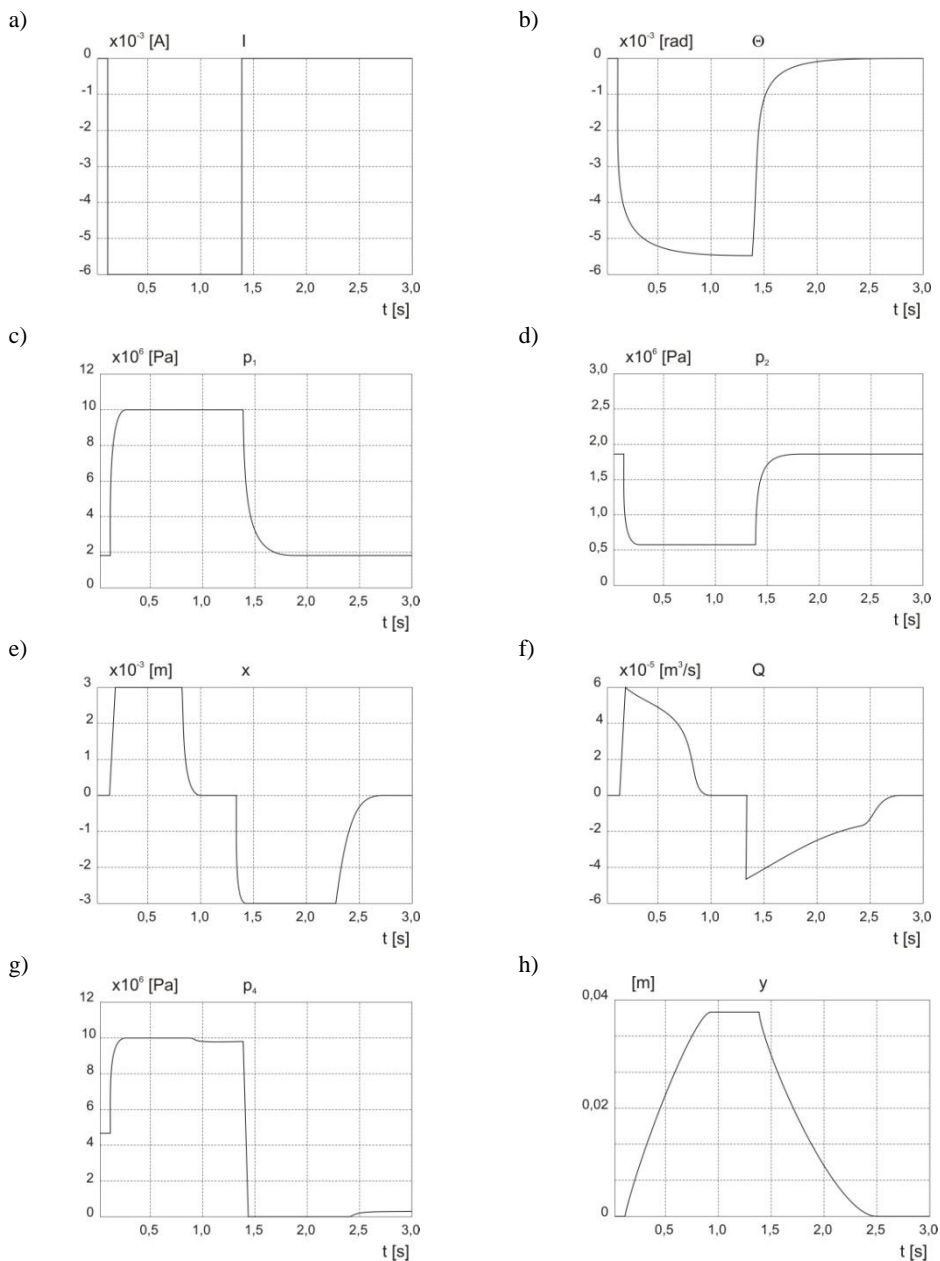 a) b)
x10⁻³ [A] I x10⁻³ [rad] Θ
0 0
-1 -1
-2 -2
-3 -3
-4 -4
-5 -5
-6 -6
0,5 1,0 1,5 2,0 2,5 3,0 0,5 1,0 1,5 2,0 2,5 3,0
t [s] t [s]
c) d)
x10⁶ [Pa] p₁ x10⁶ [Pa] p₂
12 3,0
10 2,5
8 2,0
6 1,5
4 1,0
2 0,5
0 0
0,5 1,0 1,5 2,0 2,5 3,0 0,5 1,0 1,5 2,0 2,5 3,0
t [s] t [s]
e) f)
x10⁻³ [m] x x10⁻⁵ [m³/s] Q
3 6
2 4
1 2
0 0
-1 -2
-2 -4
-3 -6
0,5 1,0 1,5 2,0 2,5 3,0 0,5 1,0 1,5 2,0 2,5 3,0
t [s] t [s]
g) h)
x10⁶ [Pa] p₄ [m] y
12 0,04
10
8
6 0,02
4
2
0 0
0,5 1,0 1,5 2,0 2,5 3,0 0,5 1,0 1,5 2,0 2,5 3,0
t [s] t [s]